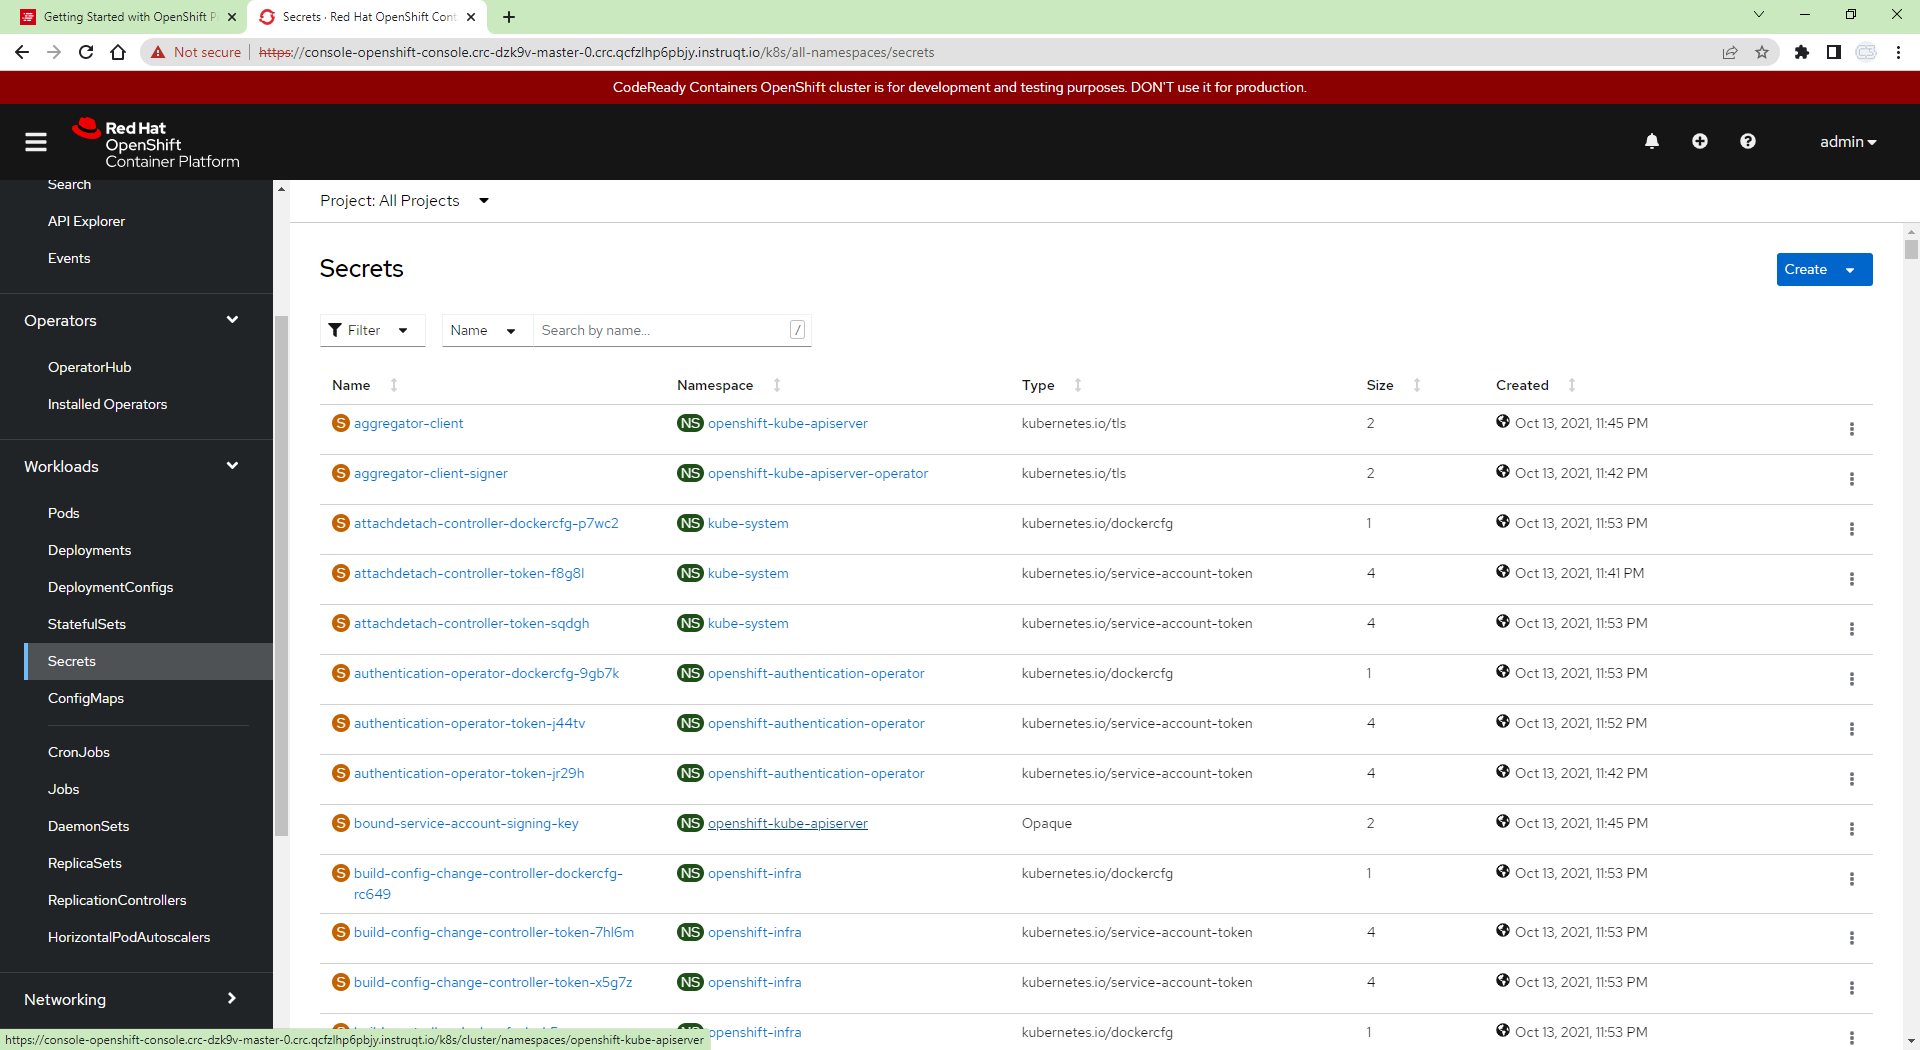 Getting Started with OpenShift P
Secrets · Red Hat OpenShift Cont
Not secure
https://console-openshift-console.crc-dzk9v-master-0.crc.qcfzlhp6pbjy.instruqt.io/k8s/all-namespaces/secrets
CodeReady Containers OpenShift cluster is for development and testing purposes. DON'T use it for production.
Red Hat
OpenShift
Container Platform
admin
Search
API Explorer
Events
Operators
OperatorHub
Installed Operators
Workloads
Pods
Deployments
DeploymentConfigs
StatefulSets
Secrets
ConfigMaps
CronJobs
Jobs
DaemonSets
ReplicaSets
ReplicationControllers
HorizontalPodAutoscalers
Networking
Project: All Projects
Secrets
Create
Filter Name Search by name... /
Name Namespace Type Size Created
S aggregator-client NS openshift-kube-apiserver kubernetes.io/tls 2 Oct 13, 2021, 11:45 PM
S aggregator-client-signer NS openshift-kube-apiserver-operator kubernetes.io/tls 2 Oct 13, 2021, 11:42 PM
S attachdetach-controller-dockercfg-p7wc2 NS kube-system kubernetes.io/dockercfg 1 Oct 13, 2021, 11:53 PM
S attachdetach-controller-token-f8g8l NS kube-system kubernetes.io/service-account-token 4 Oct 13, 2021, 11:41 PM
S attachdetach-controller-token-sqdgh NS kube-system kubernetes.io/service-account-token 4 Oct 13, 2021, 11:53 PM
S authentication-operator-dockercfg-9gb7k NS openshift-authentication-operator kubernetes.io/dockercfg 1 Oct 13, 2021, 11:53 PM
S authentication-operator-token-j44tv NS openshift-authentication-operator kubernetes.io/service-account-token 4 Oct 13, 2021, 11:52 PM
S authentication-operator-token-jr29h NS openshift-authentication-operator kubernetes.io/service-account-token 4 Oct 13, 2021, 11:42 PM
S bound-service-account-signing-key NS openshift-kube-apiserver Opaque 2 Oct 13, 2021, 11:45 PM
S build-config-change-controller-dockercfg- NS openshift-infra kubernetes.io/dockercfg 1 Oct 13, 2021, 11:53 PM
rc649
S build-config-change-controller-token-7hl6m NS openshift-infra kubernetes.io/service-account-token 4 Oct 13, 2021, 11:53 PM
S build-config-change-controller-token-x5g7z NS openshift-infra kubernetes.io/service-account-token 4 Oct 13, 2021, 11:53 PM
openshift-infra kubernetes.io/dockercfg 1 Oct 13, 2021, 11:53 PM
https://console-openshift-console.crc-dzk9v-master-0.crc.qcfzlhp6pbjy.instruqt.io/k8s/cluster/namespaces/openshift-kube-apiserver